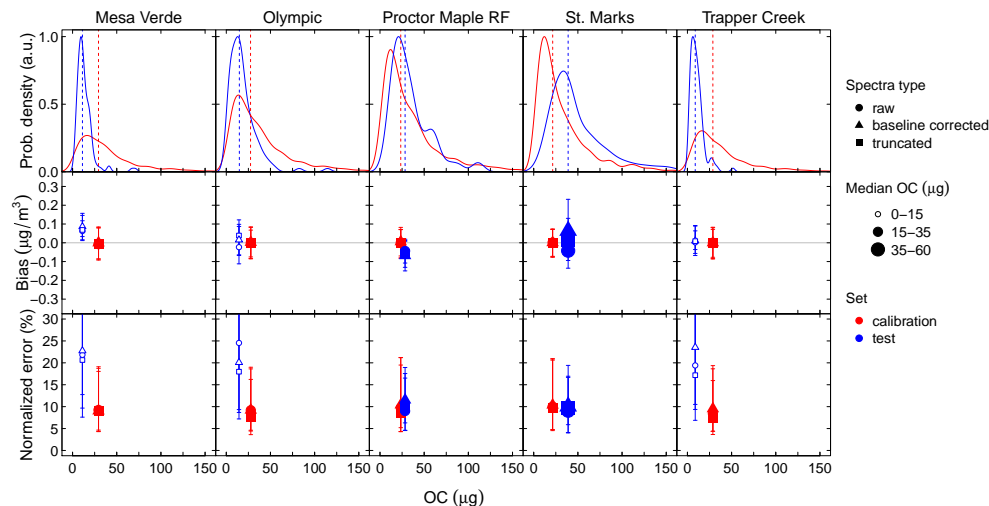 Mesa Verde Olympic Proctor Maple RF St. Marks Trapper Creek
Prob. density (a.u.)
1.0
0.5
0.0
Spectra type
raw
baseline corrected
truncated
Bias (μg/m³)
0.3
0.2
0.1
0.0
-0.1
-0.2
-0.3
Median OC (μg)
0−15
15−35
35−60
Normalized error (%)
30
25
20
15
10
5
0
Set
calibration
test
0 50 100 150 0 50 100 150 0 50 100 150 0 50 100 150 0 50 100 150
OC (μg)